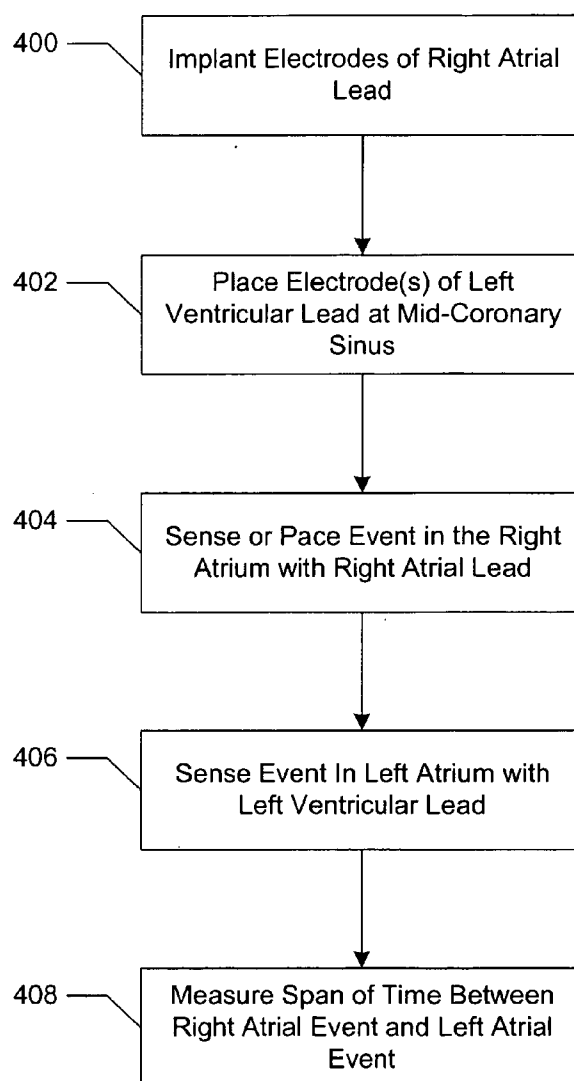 400
Implant Electrodes of Right Atrial
Lead
402
Place Electrode(s) of Left
Ventricular Lead at Mid-Coronary
Sinus
404
Sense or Pace Event in the Right
Atrium with Right Atrial Lead
406
Sense Event In Left Atrium with
Left Ventricular Lead
408
Measure Span of Time Between
Right Atrial Event and Left Atrial
Event